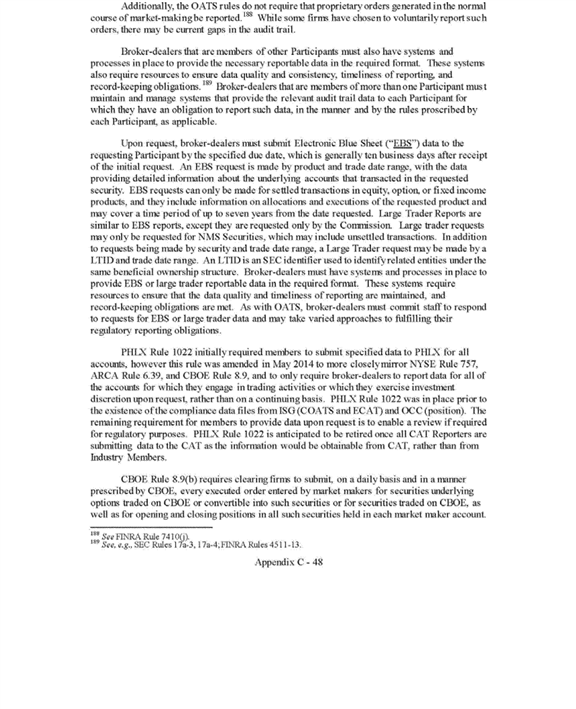 Additionally, the OATS rules do not require that proprietary orders generated in the normal
course of market-making be reported.188 While some firms have chosen to voluntarily report such
orders, there may be current gaps in the audit trail.
Broker-dealers that are members of other Participants must also have systems and
processes in place to provide the necessary reportable data in the required format. These systems
also require resources to ensure data quality and consistency, timeliness of reporting, and
record-keeping obligations.189 Broker-dealers that are members of more than one Participant must
maintain and manage systems that provide the relevant audit trail data to each Participant for
which they have an obligation to report such data, in the manner and by the rules proscribed by
each Participant, as applicable.
Upon request, broker-dealers must submit Electronic Blue Sheet (“EBS”) data to the
requesting Participant by the specified due date, which is generally ten business days after receipt
of the initial request. An EBS request is made by product and trade date range, with the data
providing detailed information about the underlying accounts that transacted in the requested
security. EBS requests can only be made for settled transactions in equity, option, or fixed income
products, and they include information on allocations and executions of the requested product and
may cover a time period of up to seven years from the date requested. Large Trader Reports are
similar to EBS reports, except they are requested only by the Commission. Large trader requests
may only be requested for NMS Securities, which may include unsettled transactions. In addition
to requests being made by security and trade date range, a Large Trader request may be made by a
LTID and trade date range. An LTID is an SEC identifier used to identify related entities under the
same beneficial ownership structure. Broker-dealers must have systems and processes in place to
provide EBS or large trader reportable data in the required format. These systems require
resources to ensure that the data quality and timeliness of reporting are maintained, and
record-keeping obligations are met. As with OATS, broker-dealers must commit staff to respond
to requests for EBS or large trader data and may take varied approaches to fulfilling their
regulatory reporting obligations.
PHLX Rule 1022 initially required members to submit specified data to PHLX for all
accounts, however this rule was amended in May 2014 to more closely mirror NYSE Rule 757,
ARCA Rule 6.39, and CBOE Rule 8.9, and to only require broker-dealers to report data for all of
the accounts for which they engage in trading activities or which they exercise investment
discretion upon request, rather than on a continuing basis. PHLX Rule 1022 was in place prior to
the existence of the compliance data files from ISG (COATS and ECAT) and OCC (position). The
remaining requirement for members to provide data upon request is to enable a review if required
for regulatory purposes. PHLX Rule 1022 is anticipated to be retired once all CAT Reporters are
submitting data to the CAT as the information would be obtainable from CAT, rather than from
Industry Members.
CBOE Rule 8.9(b) requires clearing firms to submit, on a daily basis and in a manner
prescribed by CBOE, every executed order entered by market makers for securities underlying
options traded on CBOE or convertible into such securities or for securities traded on CBOE, as
well as for opening and closing positions in all such securities held in each market maker account.
188 See FINRA Rule 7410(j).
189 See, e.g., SEC Rules 17a-3, 17a-4; FINRA Rules 4511-13.
Appendix C - 48